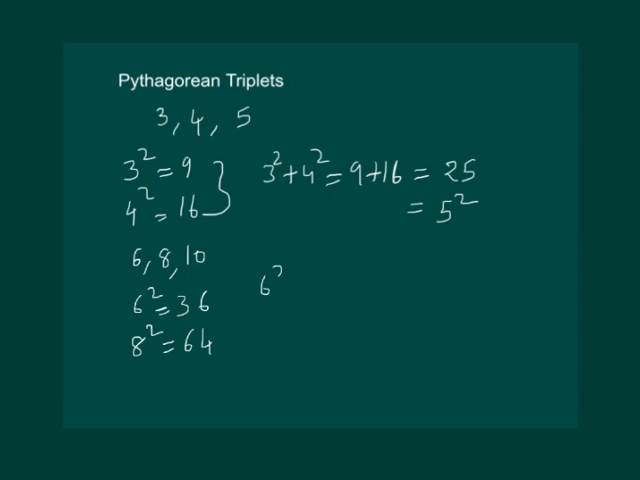 Pythagorean Triplets
3, 4, 5
3² = 9
4² = 16
3² + 4² = 9 + 16 = 25
= 5²
6, 8, 10
6² = 36
8² = 64
6²